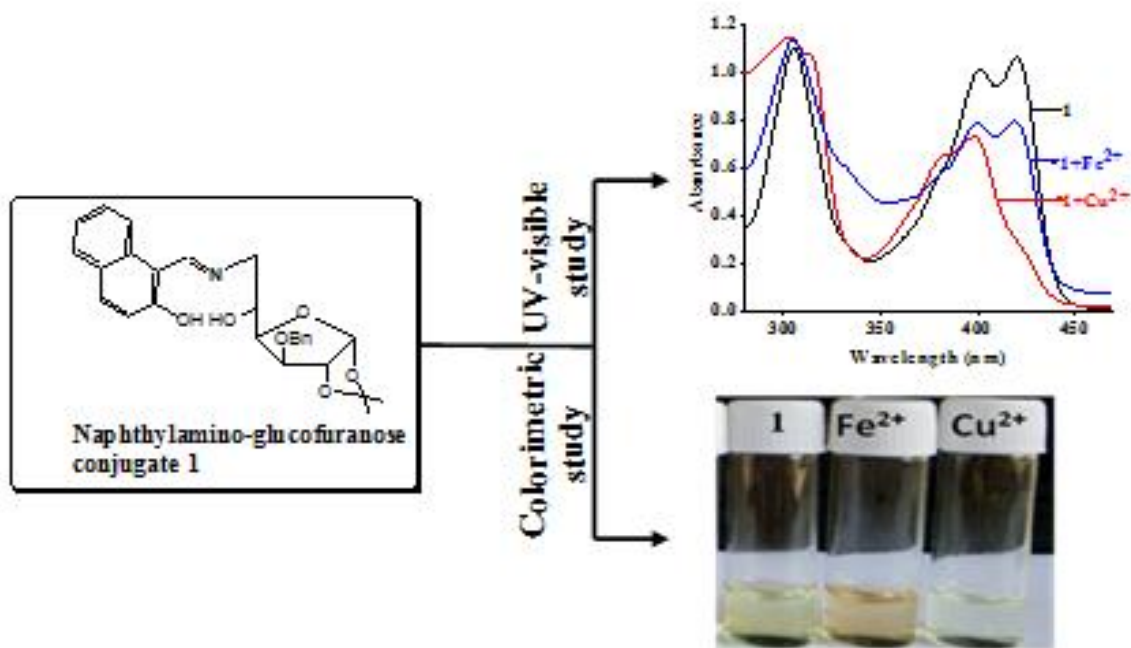 N
OH HO
O
OBn
O
O
Naphthylamino-glucofuranose
conjugate 1
Colorimetric UV-visible
study study
1.2
1.0
0.8
0.6
0.4
0.2
0.0
Absorbance
300 350 400 450
Wavelength (nm)
1
1+Fe²⁺
1+Cu²⁺
1 Fe²⁺ Cu²⁺